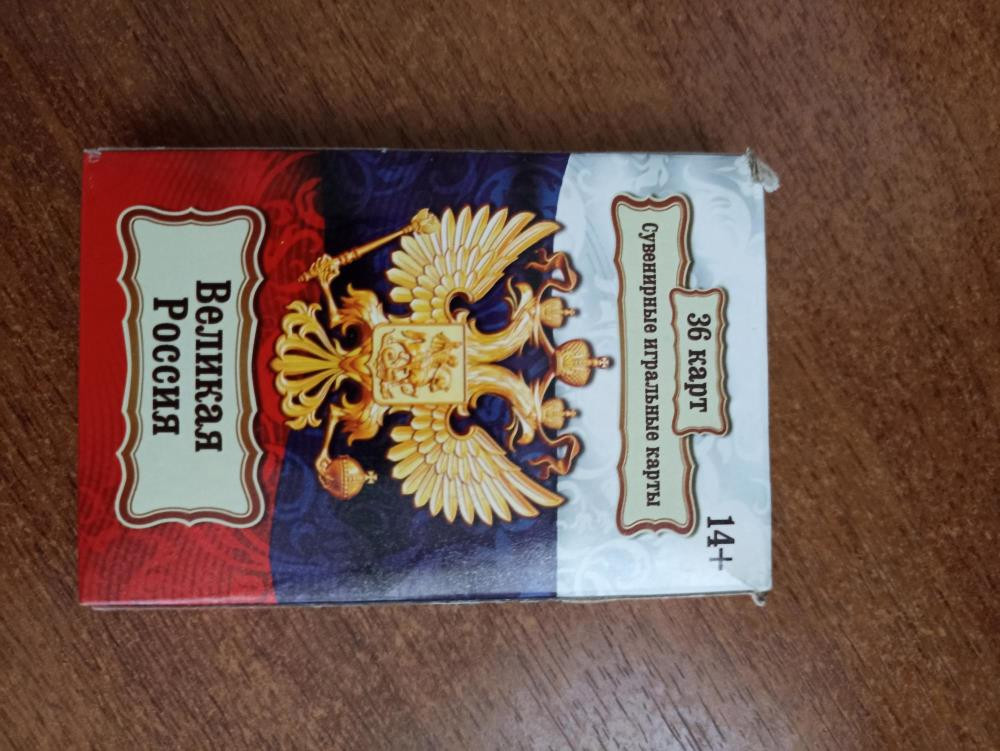 14+
36 карт
Сувенирные игральные карты
Великая
Россия